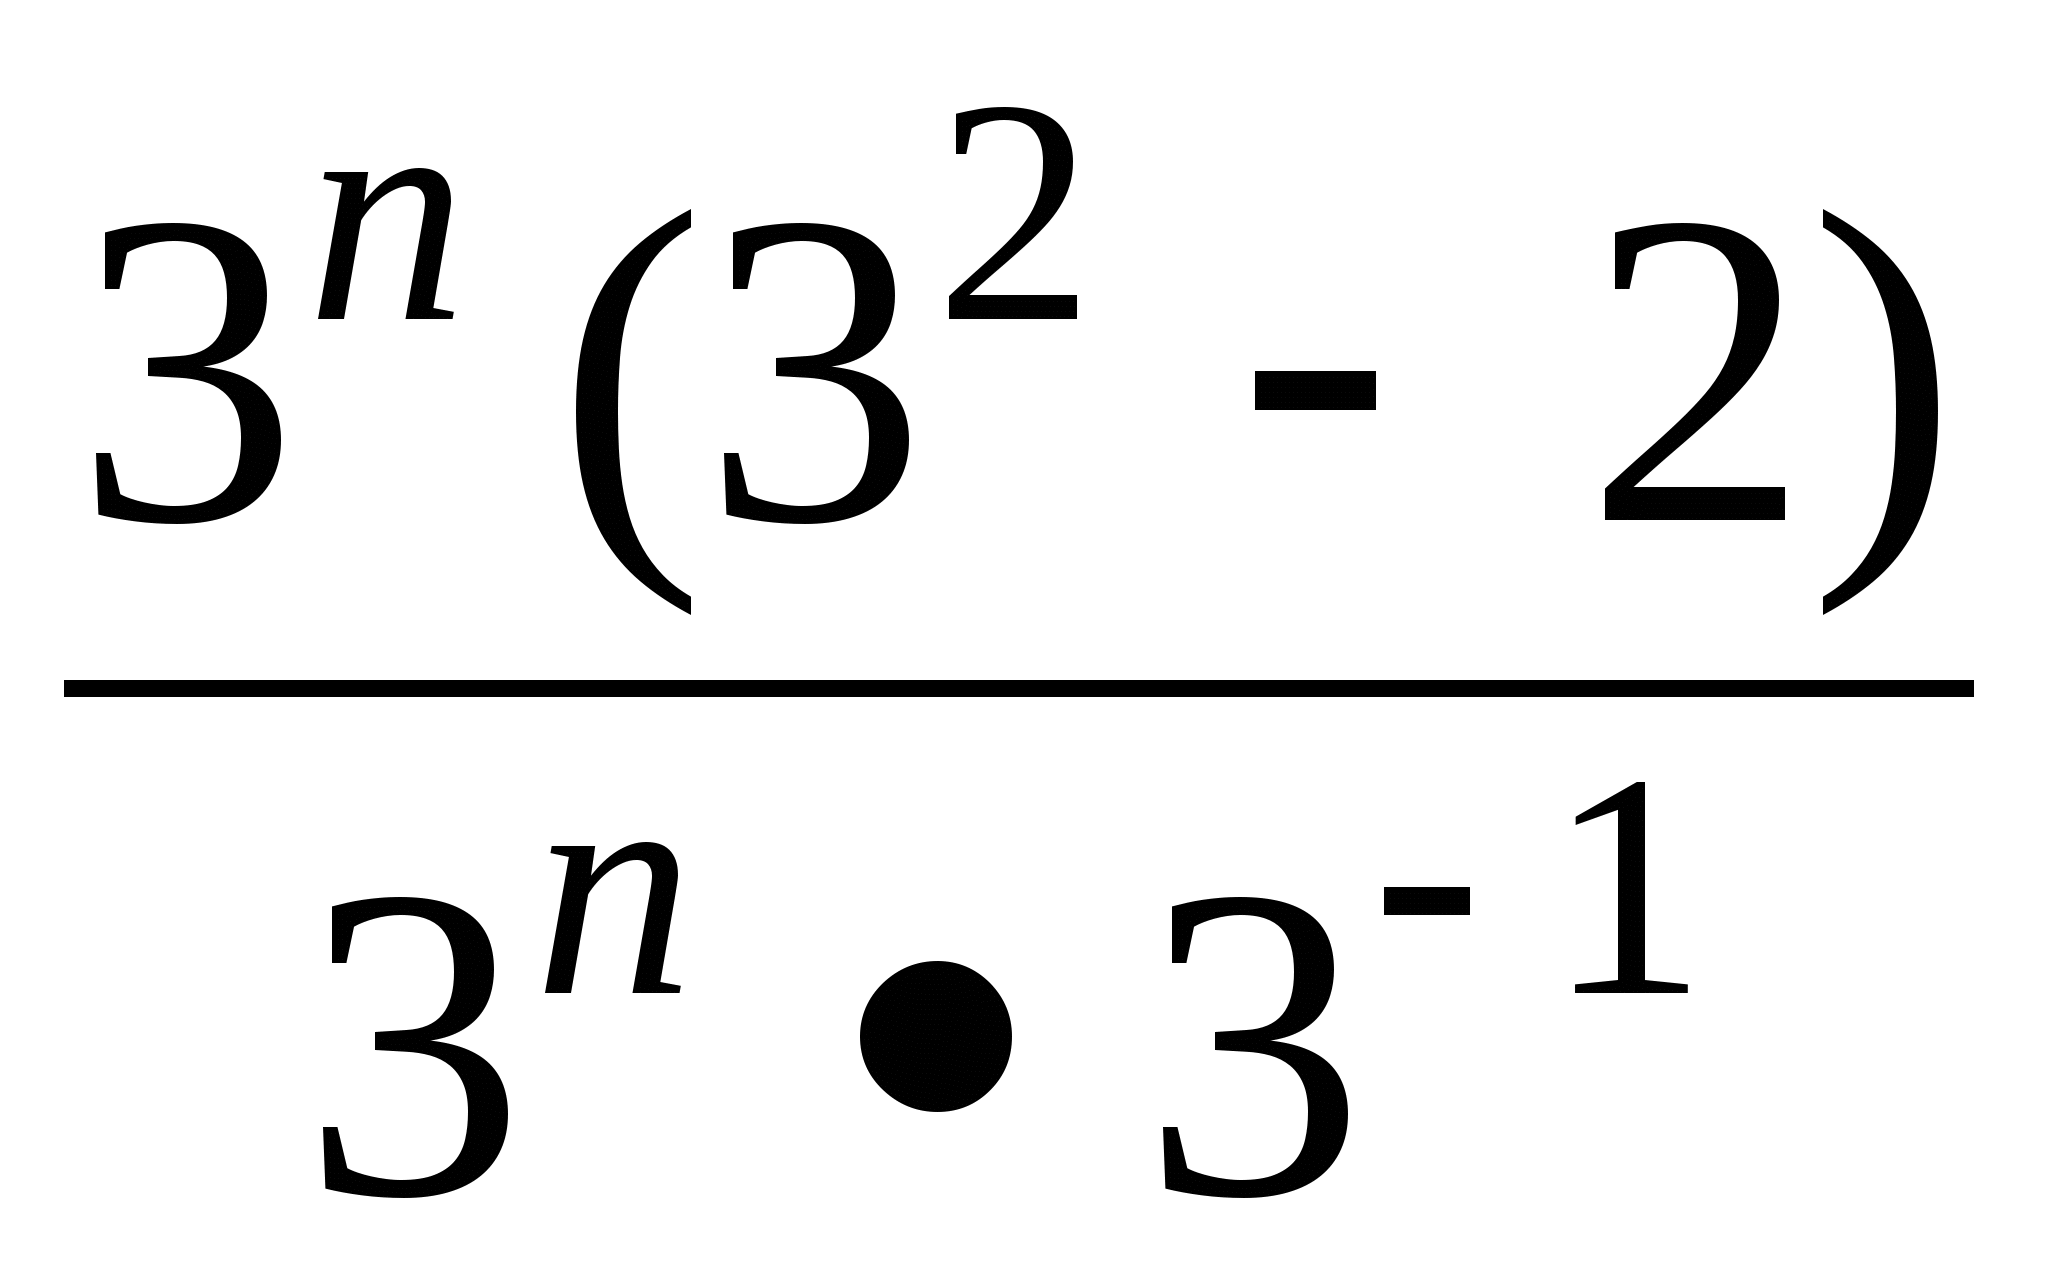 3ⁿ (3² - 2)
3ⁿ • 3⁻¹